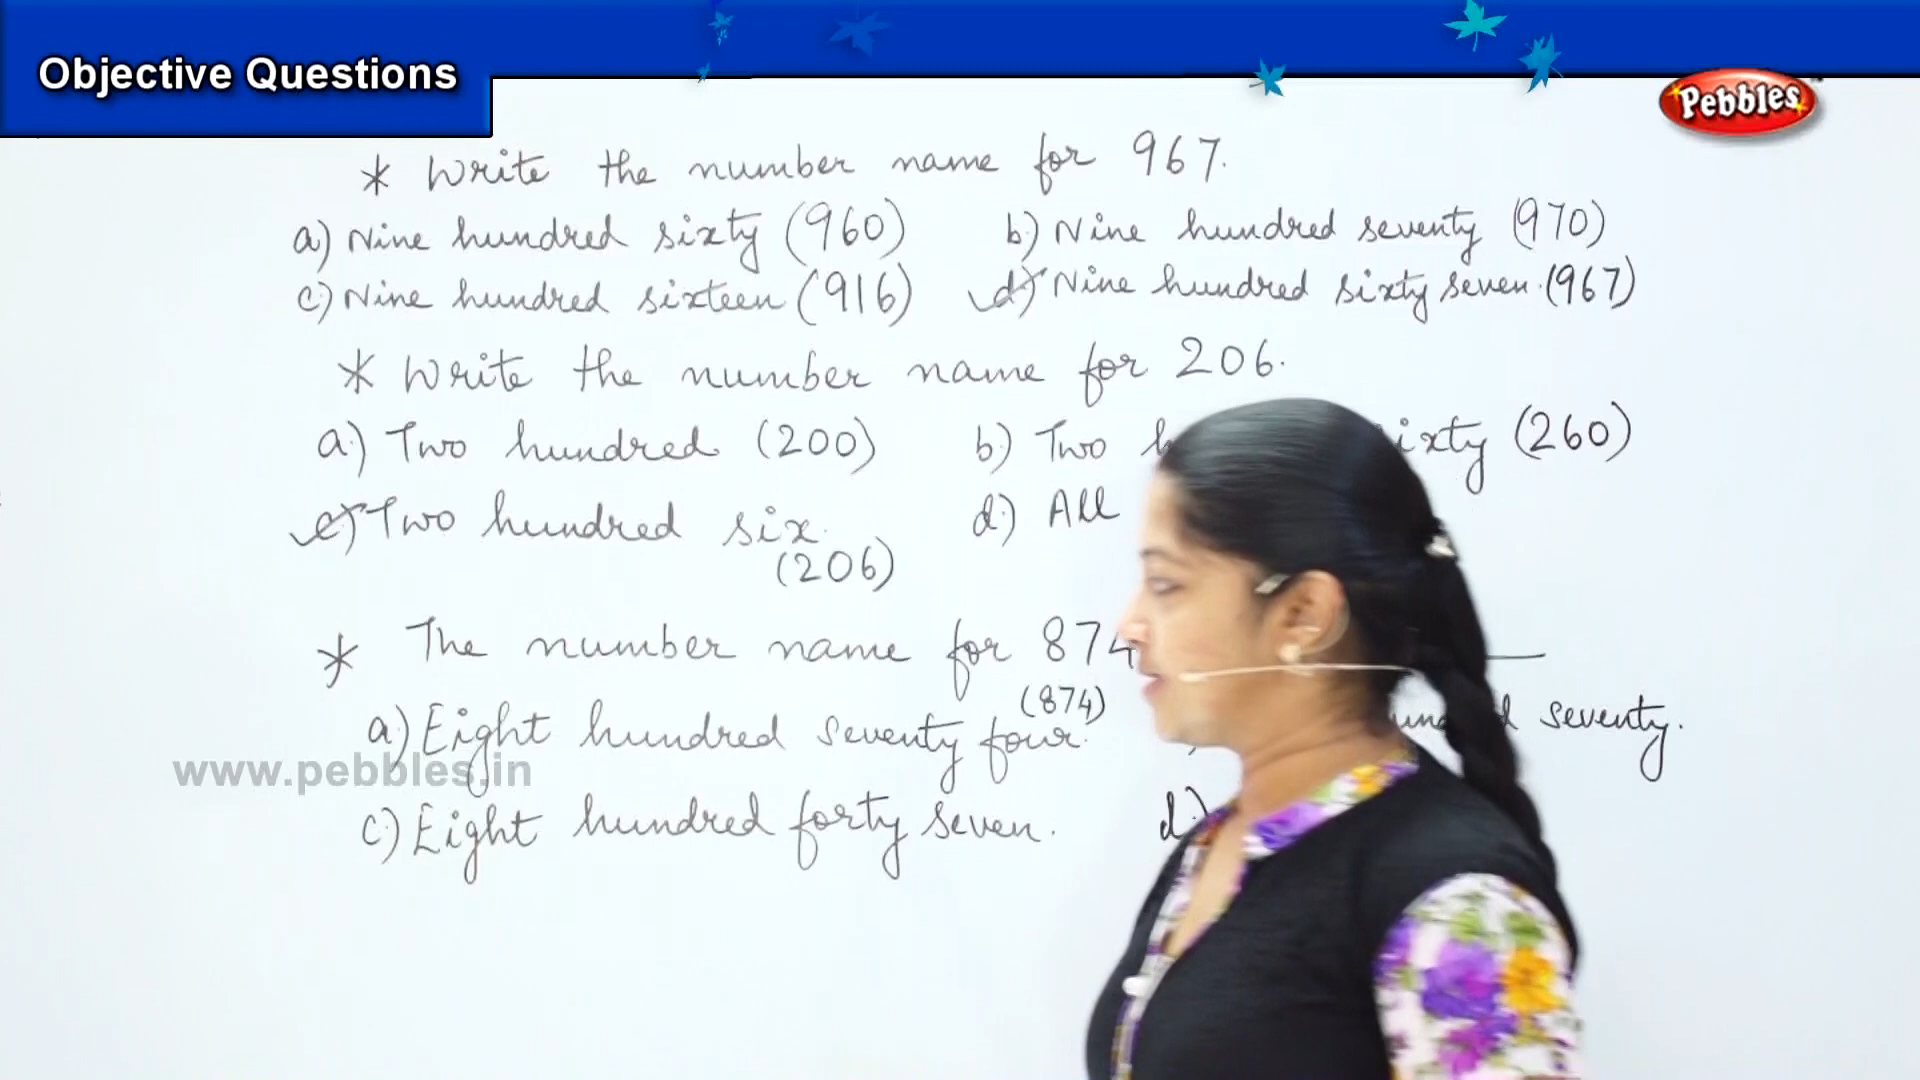 Objective Questions
Pebbles
* Write the number name for 967.
a) Nine hundred sixty (960) b) Nine hundred seventy (970)
c) Nine hundred sixteen (916) d) Nine hundred sixty seven. (967)
* Write the number name for 206.
a) Two hundred (200) b) Two (260)
c) Two hundred six. d) All
(206)
* The number name for 874
(874)
a) Eight hundred seventy four. seventy.
www.pebbles.in
c) Eight hundred forty seven. d)